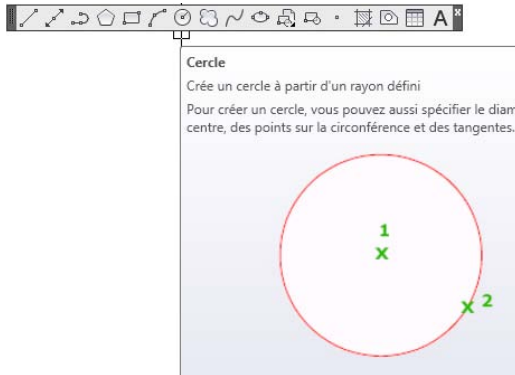 A
Cercle
Crée un cercle à partir d'un rayon défini
Pour créer un cercle, vous pouvez aussi spécifier le diam
centre, des points sur la circonférence et des tangentes.
1
2